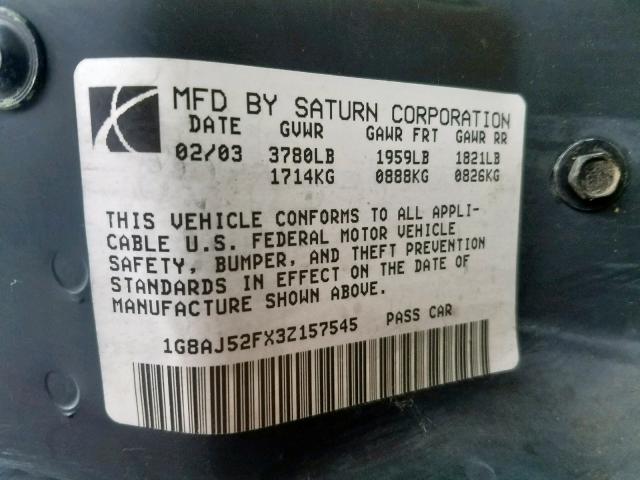 MFD BY SATURN CORPORATION
DATE GVWR GAWR FRT GAWR RR
02/03 3780LB 1959LB 1821LB
1714KG 0888KG 0826KG
THIS VEHICLE CONFORMS TO ALL APPLI-
CABLE U.S. FEDERAL MOTOR VEHICLE
SAFETY, BUMPER, AND THEFT PREVENTION
STANDARDS IN EFFECT ON THE DATE OF
MANUFACTURE SHOWN ABOVE.
1G8AJ52FX3Z157545 PASS CAR